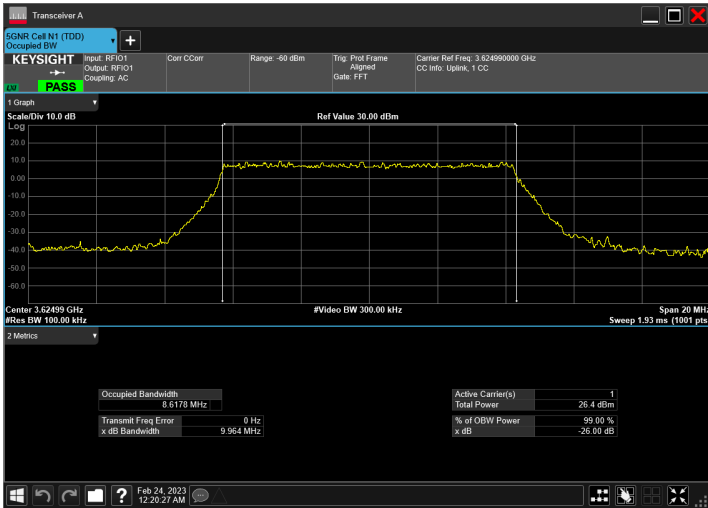 Transceiver A
5GNR Cell N1 (TDD)
Occupied BW
KEYSIGHT
LXI
PASS
Input: RFIO1
Output: RFIO1
Coupling: AC
Corr CCorr
Range: -60 dBm
Trig: Prot Frame
Aligned
Gate: FFT
Carrier Ref Freq: 3.624990000 GHz
CC Info: Uplink, 1 CC
1 Graph
Scale/Div 10.0 dB
Ref Value 30.00 dBm
Log
20.0
10.0
0.00
-10.0
-20.0
-30.0
-40.0
-50.0
-60.0
Center 3.62499 GHz
#Video BW 300.00 kHz
Span 20 MHz
#Res BW 100.00 kHz
Sweep 1.93 ms (1001 pts
2 Metrics
Occupied Bandwidth
8.6178 MHz
Transmit Freq Error 0 Hz
x dB Bandwidth 9.964 MHz
Active Carrier(s) 1
Total Power 26.4 dBm
% of OBW Power 99.00 %
x dB -26.00 dB
?
Feb 24, 2023
12:20:27 AM